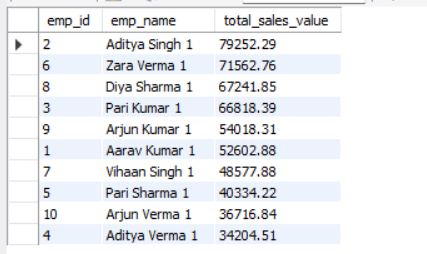 emp_id emp_name total_sales_value
2 Aditya Singh 1 79252.29
6 Zara Verma 1 71562.76
8 Diya Sharma 1 67241.85
3 Pari Kumar 1 66818.39
9 Arjun Kumar 1 54018.31
1 Aarav Kumar 1 52602.88
7 Vihaan Singh 1 48577.88
5 Pari Sharma 1 40334.22
10 Arjun Verma 1 36716.84
4 Aditya Verma 1 34204.51